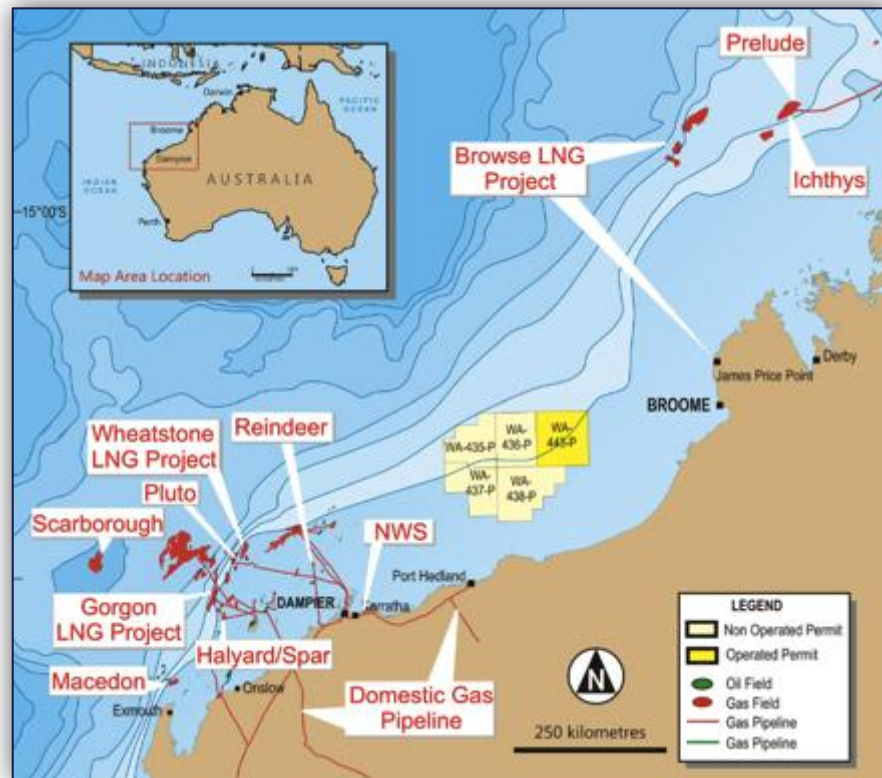 Prelude
Browse LNG
Project
Ichthys
INDONESIA
Darwin
PACIFIC
OCEAN
Broome
Dampier
INDIAN
OCEAN
AUSTRALIA
Perth
Map Area Location
15°00'S
Derby
James Price Point
BROOME
WA-435-P
WA-
436-P
WA-
437-P
WA-
438-P
Wheatstone
LNG Project
Reindeer
Pluto
Scarborough
NWS
Port Hedland
DAMPIER
Karratha
Gorgon
LNG Project
Halyard/Spar
Macedon
Onslow
Exmouth
Domestic Gas
Pipeline
N
250 kilometres
LEGEND
Non Operated Permit
Operated Permit
Oil Field
Gas Field
Gas Pipeline
Gas Pipeline